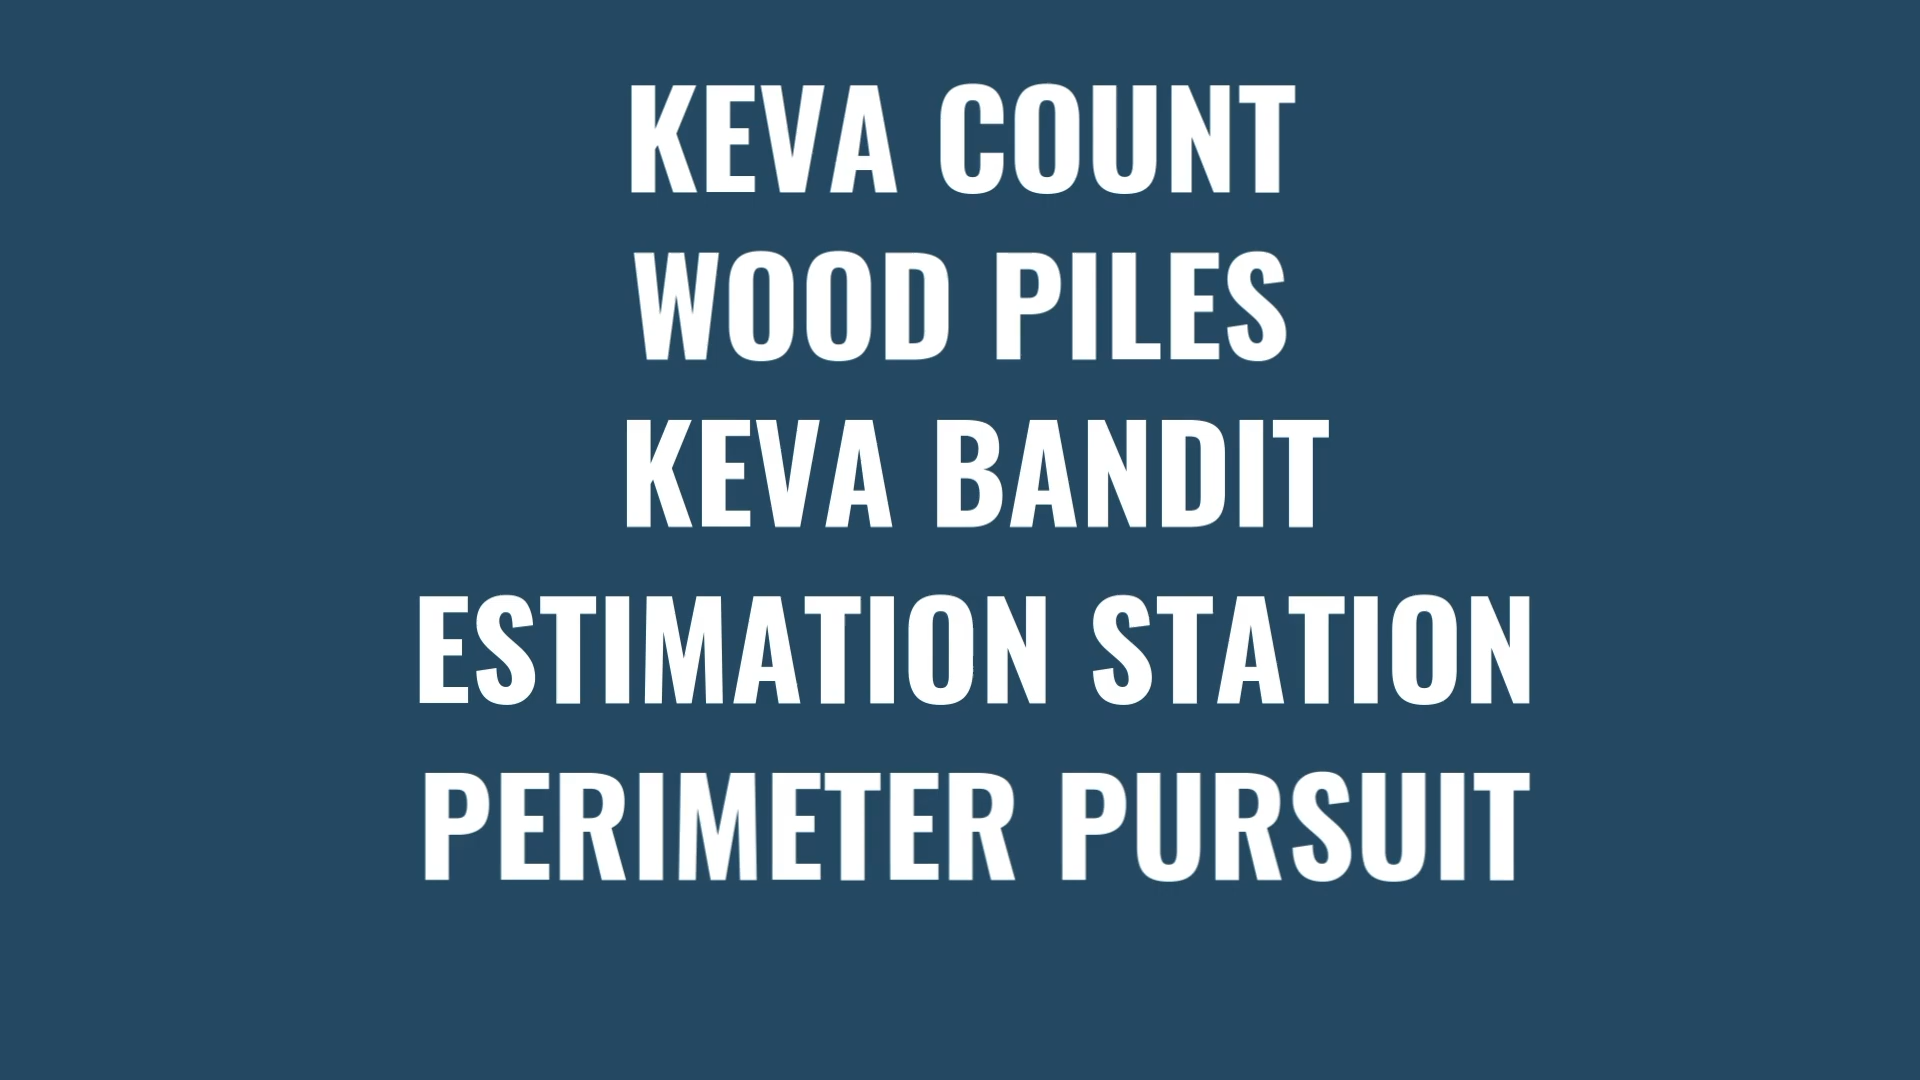 KEVA COUNT
WOOD PILES
KEVA BANDIT
ESTIMATION STATION
PERIMETER PURSUIT